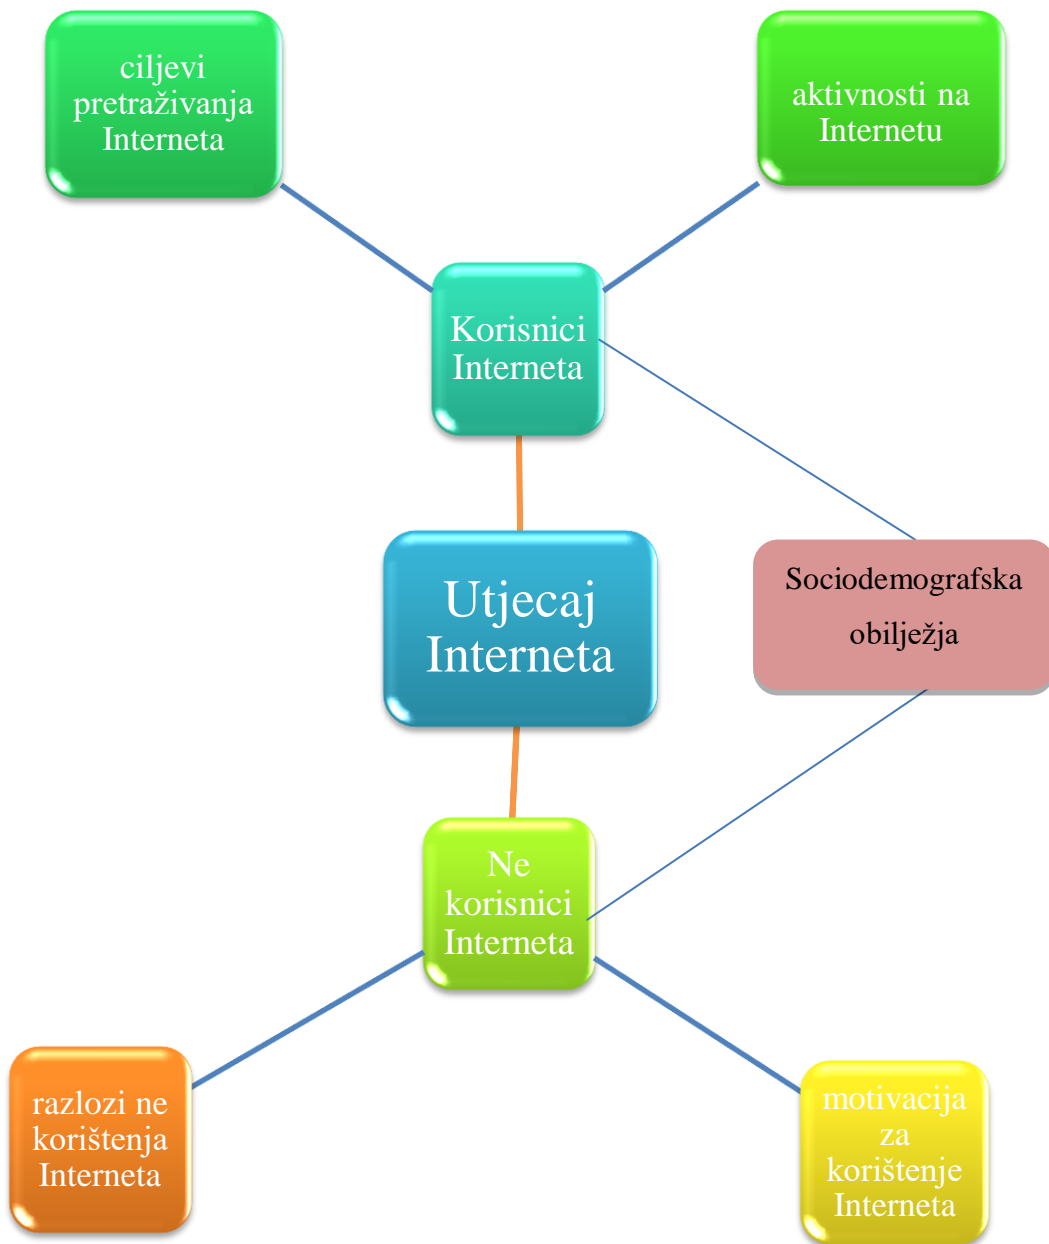 ciljevi
pretraživanja
Interneta
aktivnosti na
Internetu
Korisnici
Interneta
Utjecaj
Interneta
Sociodemografska
obilježja
Ne
korisnici
Interneta
razlozi ne
korištenja
Interneta
motivacija
za
korištenje
Interneta